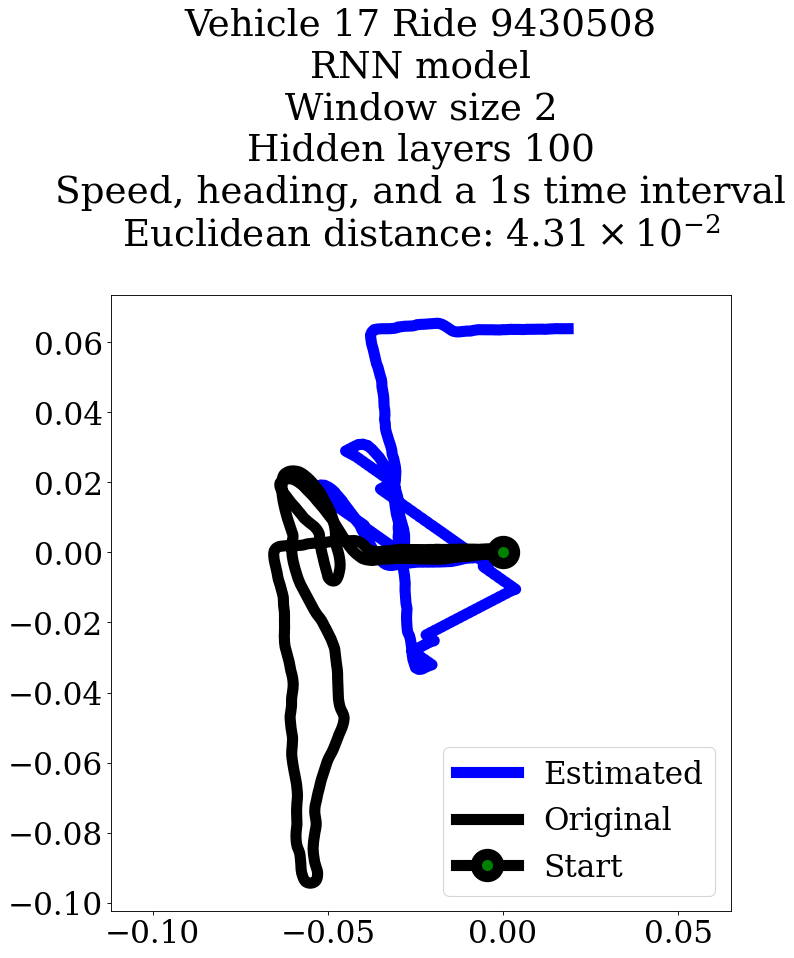 Vehicle 17 Ride 9430508
RNN model
Window size 2
Hidden layers 100
Speed, heading, and a 1s time interval
Euclidean distance: 4.31 × 10⁻²
0.06
0.04
0.02
0.00
−0.02
−0.04
−0.06
−0.08
−0.10
Estimated
Original
Start
−0.10
−0.05
0.00
0.05